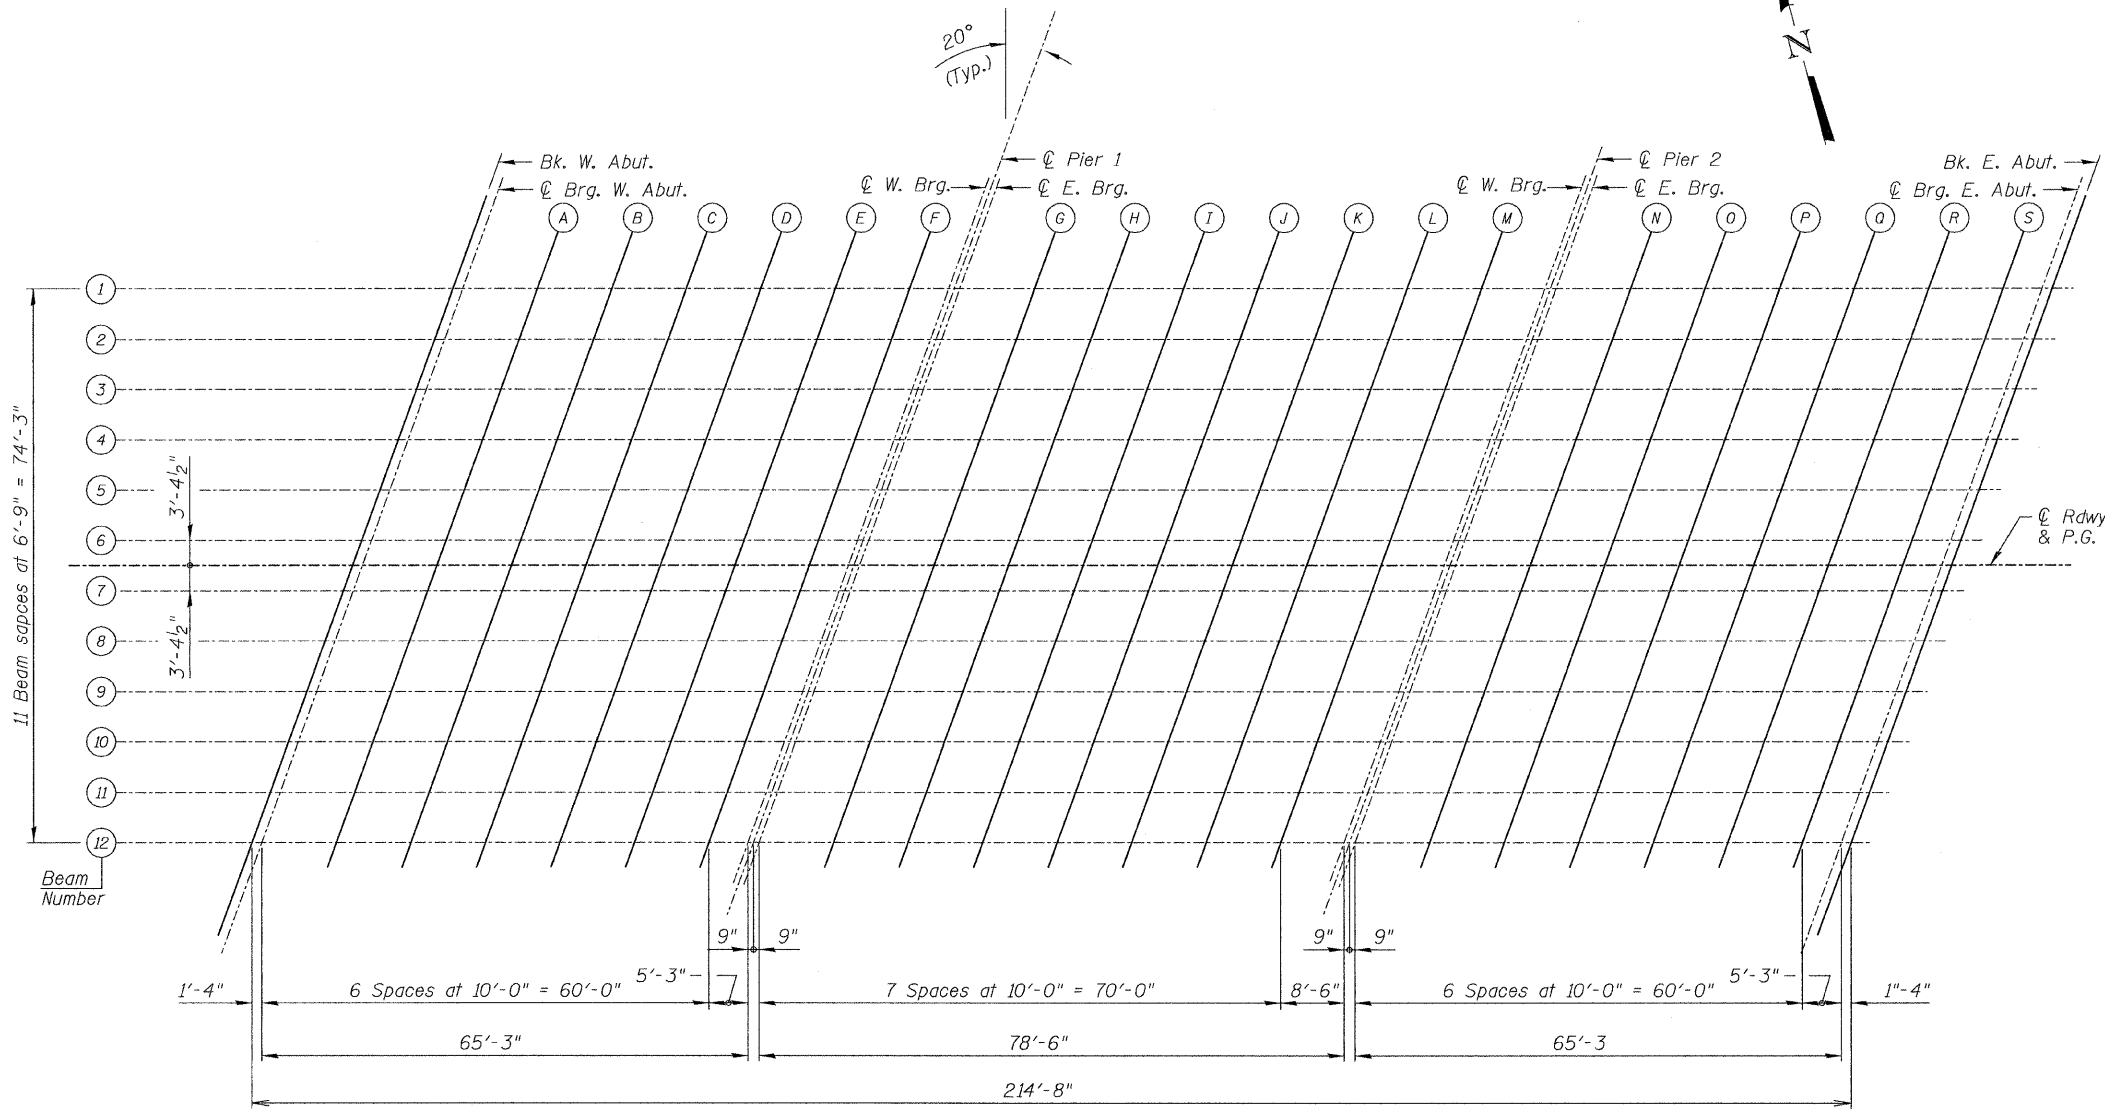 20°
(Typ.)
N
Bk. W. Abut.
℄ Brg. W. Abut.
℄ W. Brg.
℄ Pier 1
℄ E. Brg.
℄ W. Brg.
℄ Pier 2
℄ E. Brg.
Bk. E. Abut.
℄ Brg. E. Abut.
A B C D E F G H I J K L M N O P Q R S
1
2
3
4
5
6
7
8
9
10
11
12
Beam
Number
11 Beam sapces at 6'-9" = 74'-3"
3'-4½"
3'-4½"
℄ Rdwy
& P.G.
9" 9"
9" 9"
1'-4"
6 Spaces at 10'-0" = 60'-0"
5'-3"
7 Spaces at 10'-0" = 70'-0"
8'-6"
6 Spaces at 10'-0" = 60'-0"
5'-3"
1"-4"
65'-3"
78'-6"
65'-3
214'-8"